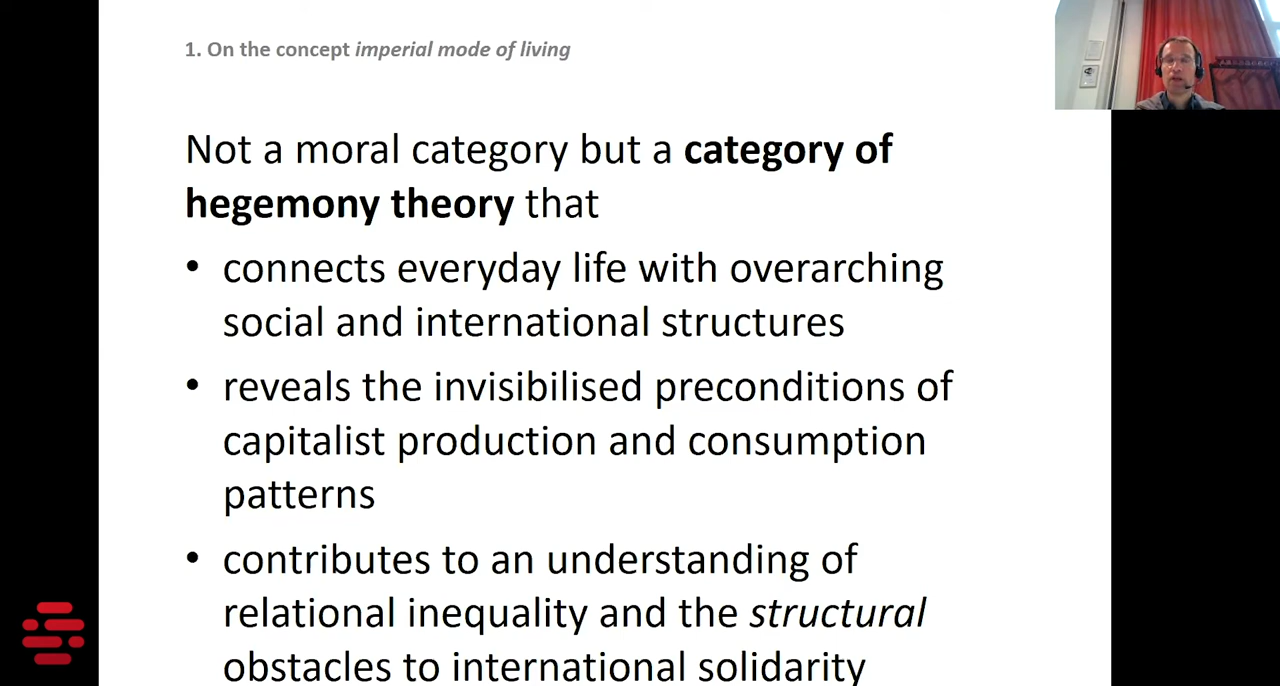 1. On the concept imperial mode of living
Not a moral category but a category of
hegemony theory that
• connects everyday life with overarching
social and international structures
• reveals the invisibilised preconditions of
capitalist production and consumption
patterns
• contributes to an understanding of
relational inequality and the structural
obstacles to international solidarity